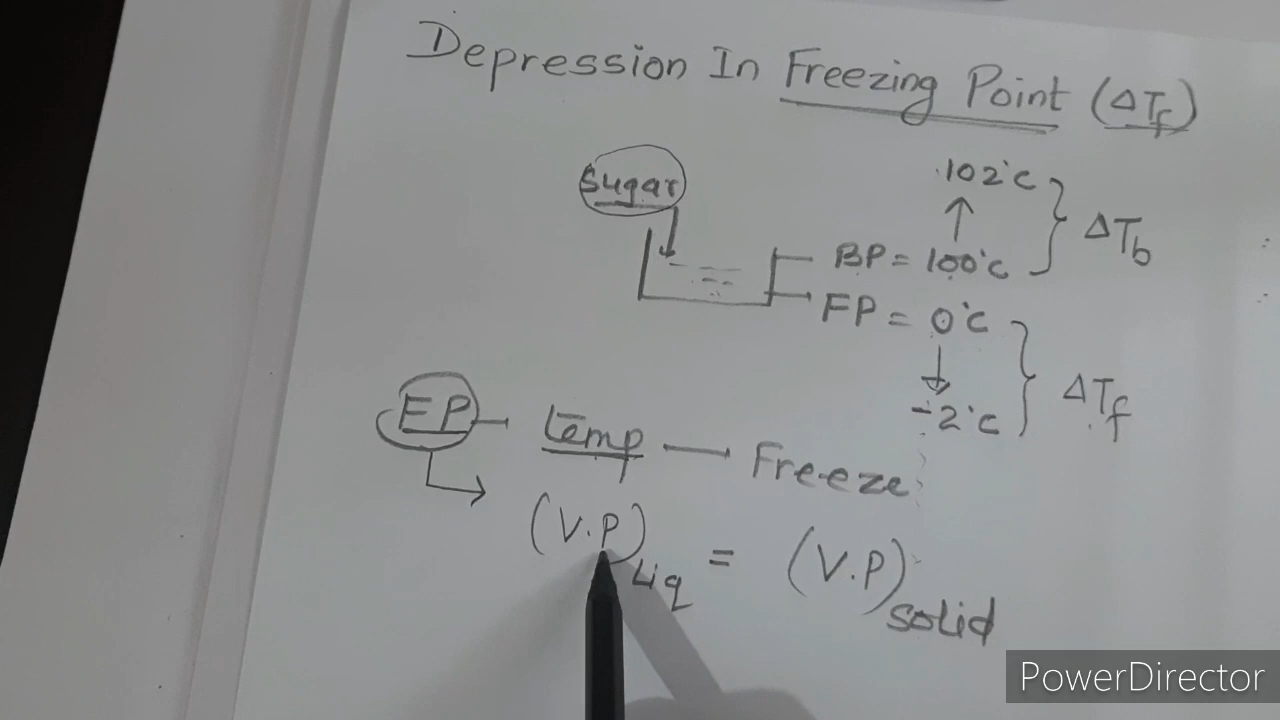 Depression In Freezing Point (ΔTf)
Sugar
102°C
BP = 100°C
ΔTb
FP = 0°C
-2°C
ΔTf
FP - temp - Freeze
(V.P)Liq = (V.P)solid
PowerDirector